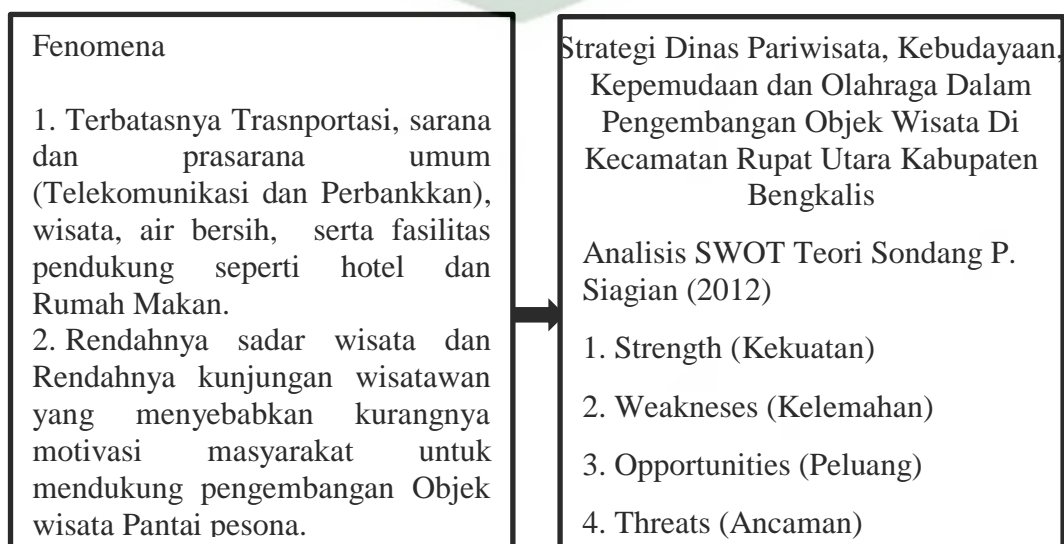 Fenomena
1. Terbatasnya Trasnportasi, sarana
dan prasarana umum
(Telekomunikasi dan Perbankkan),
wisata, air bersih, serta fasilitas
pendukung seperti hotel dan
Rumah Makan.
2. Rendahnya sadar wisata dan
Rendahnya kunjungan wisatawan
yang menyebabkan kurangnya
motivasi masyarakat untuk
mendukung pengembangan Objek
wisata Pantai pesona.
Strategi Dinas Pariwisata, Kebudayaan,
Kepemudaan dan Olahraga Dalam
Pengembangan Objek Wisata Di
Kecamatan Rupat Utara Kabupaten
Bengkalis
Analisis SWOT Teori Sondang P.
Siagian (2012)
1. Strength (Kekuatan)
2. Weakneses (Kelemahan)
3. Opportunities (Peluang)
4. Threats (Ancaman)